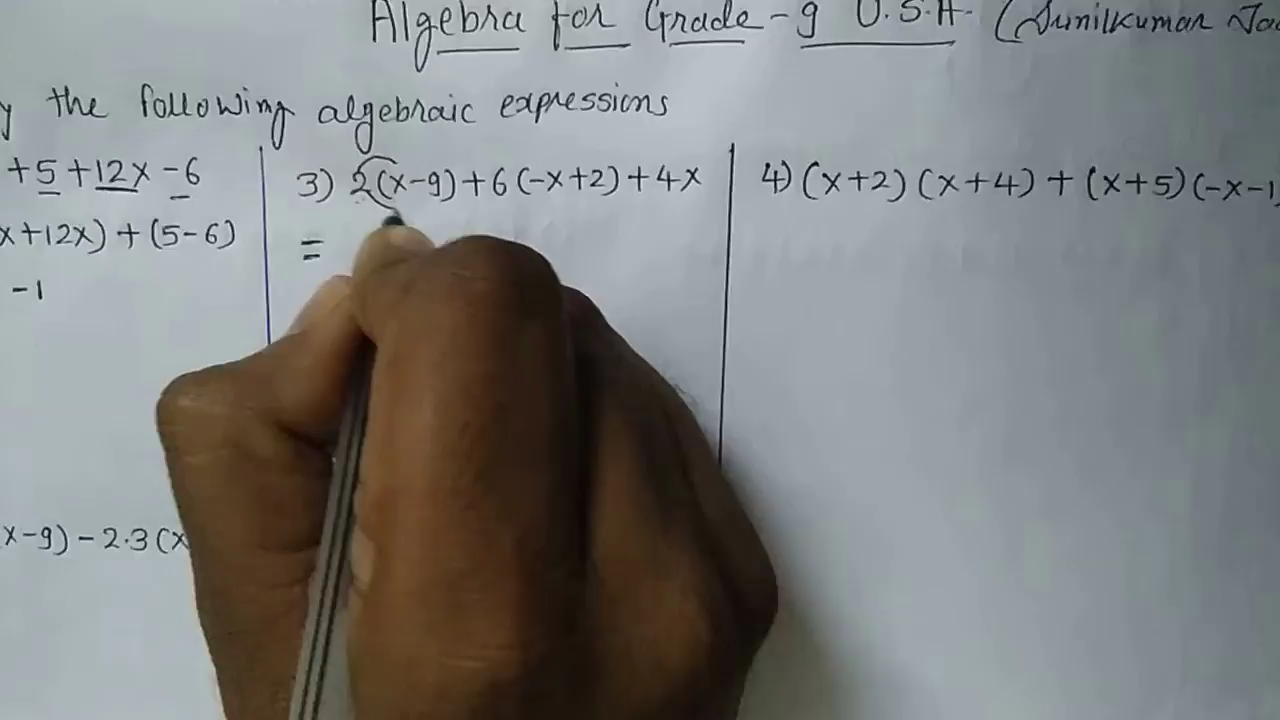 Algebra for Grade-9 U.S.A. (Sunilkumar
the following algebraic expressions
+5 +12x -6
x+12x) + (5-6)
-1
x-9) - 2.3(x
3) 2(x-9)+6(-x+2)+4x
=
4) (x+2)(x+4) + (x+5)(-x-1)